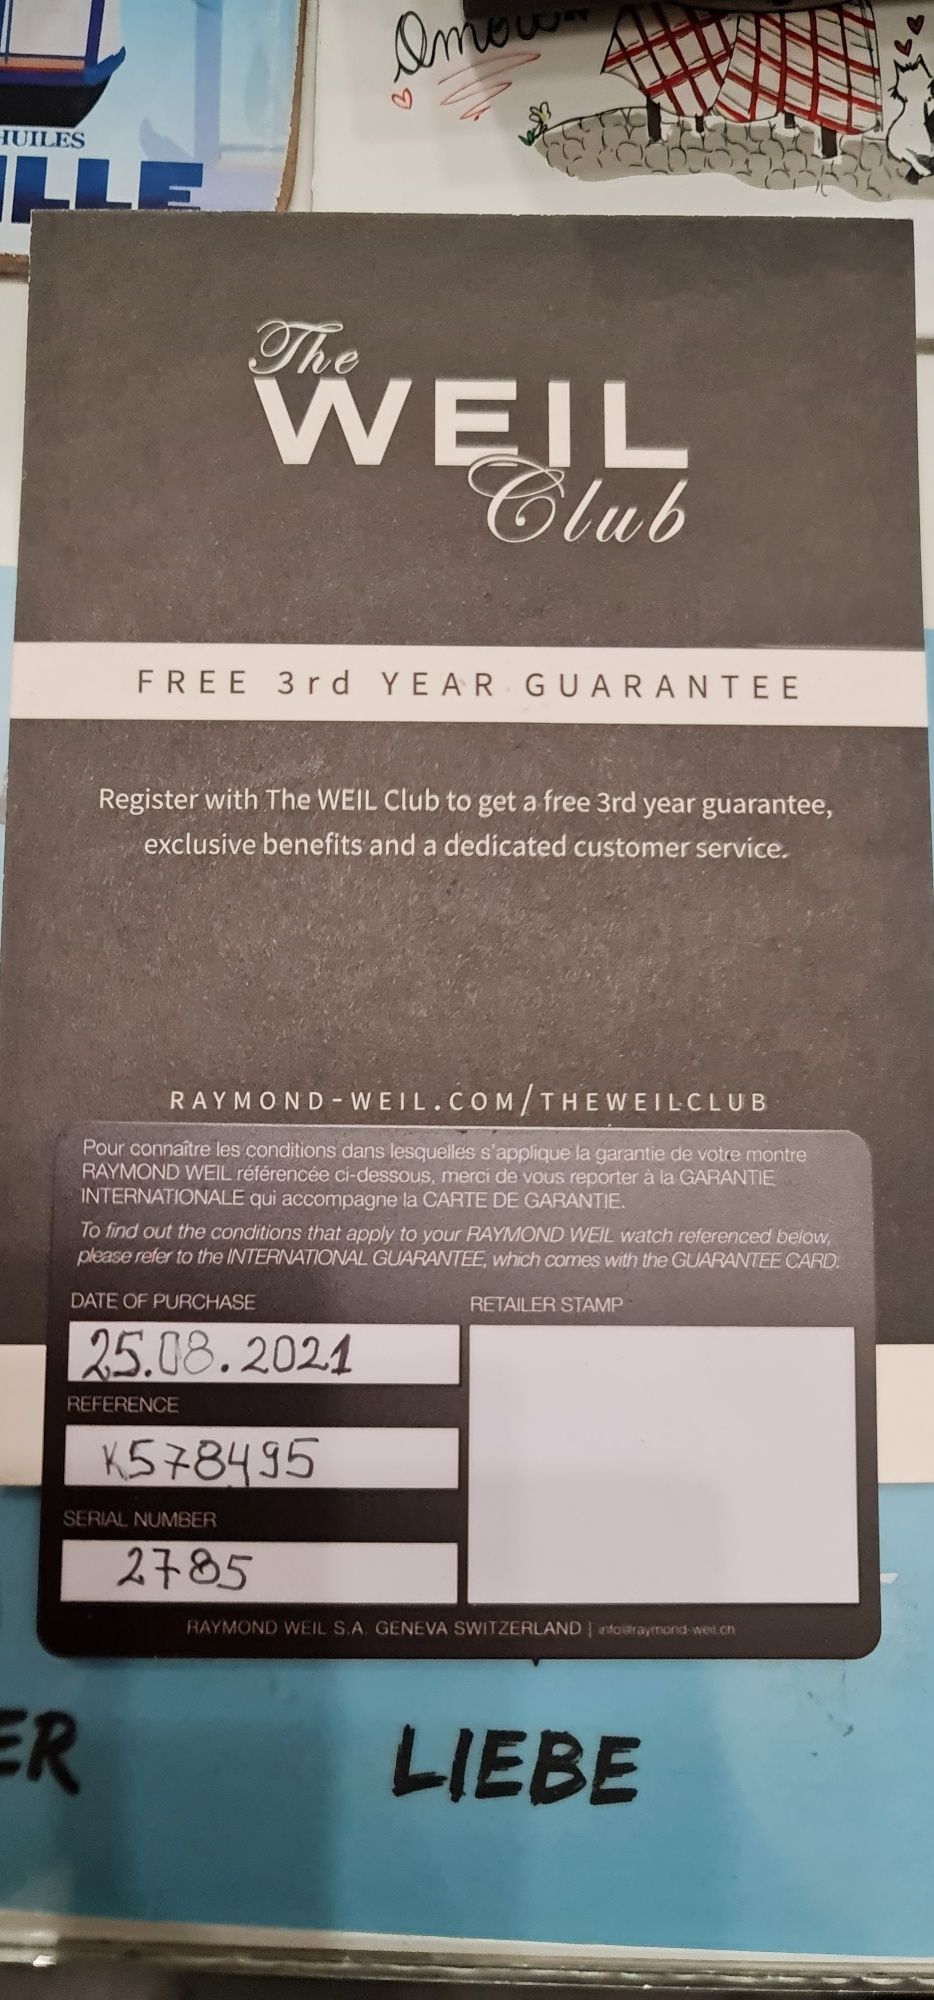 Amour
HUILES
ILLE
The
WEIL
Club
FREE 3rd YEAR GUARANTEE
Register with The WEIL Club to get a free 3rd year guarantee,
exclusive benefits and a dedicated customer service.
RAYMOND-WEIL.COM/THEWEILCLUB
Pour connaître les conditions dans lesquelles s'applique la garantie de votre montre
RAYMOND WEIL référencée ci-dessous, merci de vous reporter à la GARANTIE
INTERNATIONALE qui accompagne la CARTE DE GARANTIE.
To find out the conditions that apply to your RAYMOND WEIL watch referenced below,
please refer to the INTERNATIONAL GUARANTEE, which comes with the GUARANTEE CARD.
DATE OF PURCHASE
RETAILER STAMP
25.08.2021
REFERENCE
K578495
SERIAL NUMBER
2785
RAYMOND WEIL S.A. GENEVA SWITZERLAND | info@raymond-weil.ch
ER
LIEBE